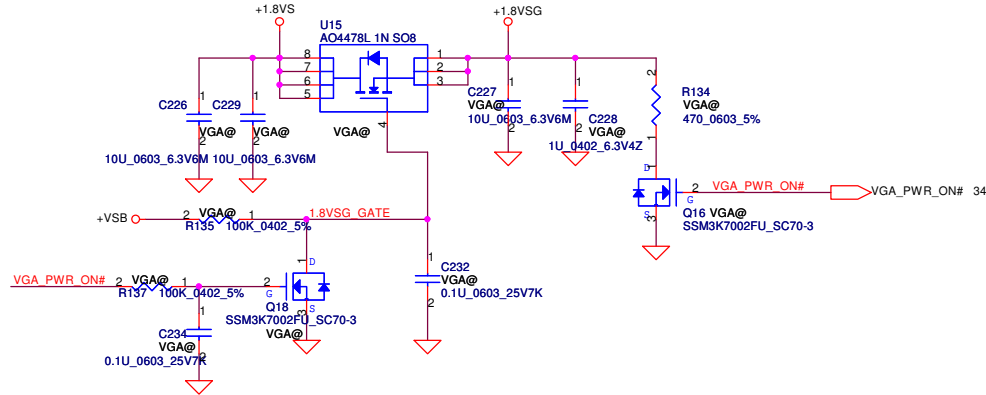 +1.8VS
+1.8VSG
U15
AO4478L 1N SO8
8
7
6
5
1
2
3
4
C226
1
VGA@
2
10U_0603_6.3V6M
C229
1
VGA@
2
10U_0603_6.3V6M
VGA@
C227
1
VGA@
10U_0603_6.3V6M
2
1
C228
VGA@
2
1U_0402_6.3V4Z
2
R134
VGA@
470_0603_5%
1
1
D
S
3
2
G
VGA_PWR_ON#
VGA_PWR_ON# 34
Q16 VGA@
SSM3K7002FU_SC70-3
+VSB
2
VGA@
1
R135 100K_0402_5%
1.8VSG_GATE
VGA_PWR_ON#
2
VGA@
1
R137 100K_0402_5%
2
G
1
D
S
3
Q18
SSM3K7002FU_SC70-3
VGA@
1
C232
VGA@
0.1U_0603_25V7K
2
1
C234
VGA@
2
0.1U_0603_25V7K